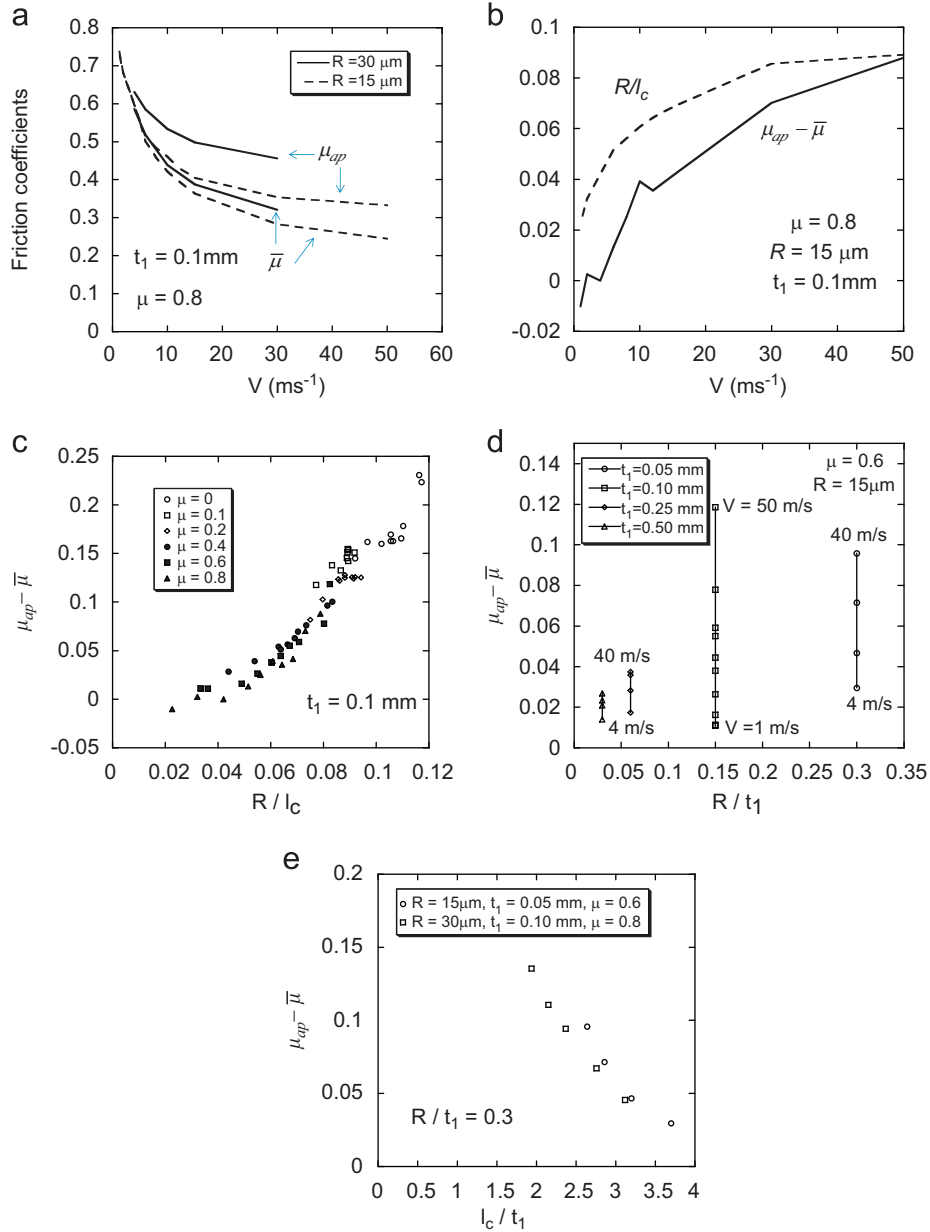 a
Friction coefficients
0.8
0.7
0.6
0.5
0.4
0.3
0.2
0.1
0
R =30 μm
R =15 μm
μap
μ̅
t1 = 0.1mm
μ = 0.8
0 10 20 30 40 50 60
V (ms-1)
b
0.1
0.08
0.06
0.04
0.02
0
-0.02
R/lc
μap − μ̅
μ = 0.8
R = 15 μm
t1 = 0.1mm
0 10 20 30 40 50
V (ms-1)
c
μap− μ̅
0.25
0.2
0.15
0.1
0.05
0
-0.05
μ = 0
μ = 0.1
μ = 0.2
μ = 0.4
μ = 0.6
μ = 0.8
t1 = 0.1 mm
0 0.02 0.04 0.06 0.08 0.1 0.12
R / lc
d
μap− μ̅
0.14
0.12
0.1
0.08
0.06
0.04
0.02
0
t1=0.05 mm
t1=0.10 mm
t1=0.25 mm
t1=0.50 mm
μ = 0.6
R = 15μm
V = 50 m/s
40 m/s
40 m/s
4 m/s
V =1 m/s
4 m/s
0 0.05 0.1 0.15 0.2 0.25 0.3 0.35
R / t1
e
μap− μ̅
0.2
0.15
0.1
0.05
0
R = 15μm, t1 = 0.05 mm, μ = 0.6
R = 30μm, t1 = 0.10 mm, μ = 0.8
R / t1 = 0.3
0 0.5 1 1.5 2 2.5 3 3.5 4
lc / t1